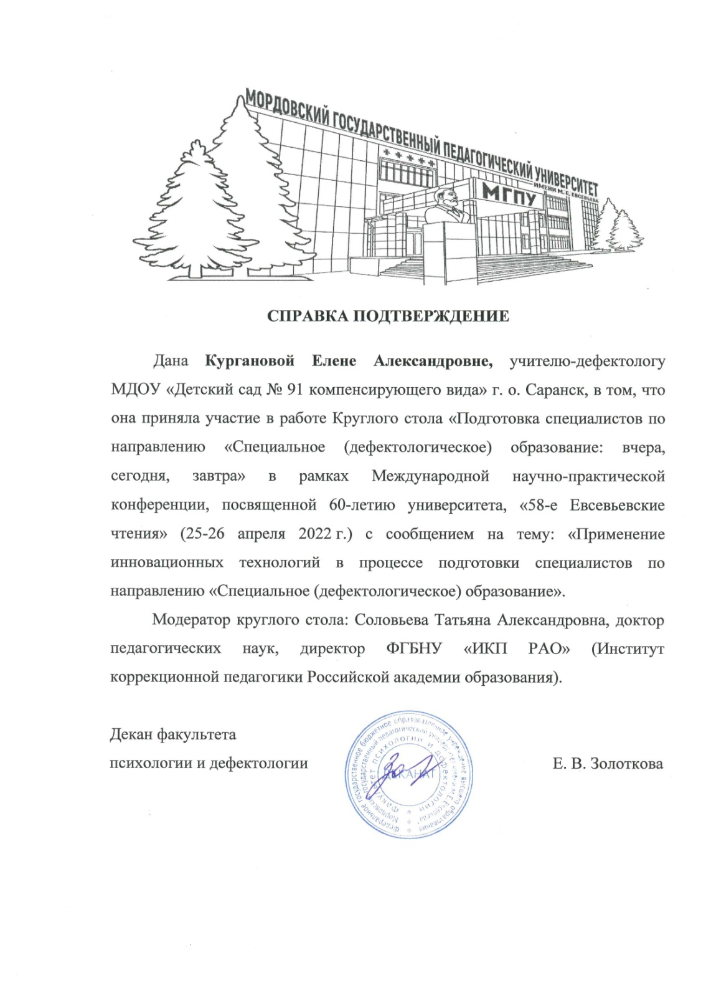 МОРДОВСКИЙ ГОСУДАРСТВЕННЫЙ ПЕДАГОГИЧЕСКИЙ УНИВЕРСИТЕТ
ИМЕНИ М. Е. ЕВСЕВЬЕВА
МГПУ
СПРАВКА ПОДТВЕРЖДЕНИЕ
Дана Кургановой Елене Александровне, учителю-дефектологу
МДОУ «Детский сад № 91 компенсирующего вида» г. о. Саранск, в том, что
она приняла участие в работе Круглого стола «Подготовка специалистов по
направлению «Специальное (дефектологическое) образование: вчера,
сегодня, завтра» в рамках Международной научно-практической
конференции, посвященной 60-летию университета, «58-е Евсевьевские
чтения» (25-26 апреля 2022 г.) с сообщением на тему: «Применение
инновационных технологий в процессе подготовки специалистов по
направлению «Специальное (дефектологическое) образование».
Модератор круглого стола: Соловьева Татьяна Александровна, доктор
педагогических наук, директор ФГБНУ «ИКП РАО» (Институт
коррекционной педагогики Российской академии образования).
Декан факультета
психологии и дефектологии
Е. В. Золоткова
Федеральное государственное бюджетное образовательное учреждение высшего образования
Мордовский государственный педагогический университет имени М.Е. Евсевьева
Факультет психологии и дефектологии
ДЕКАНАТ